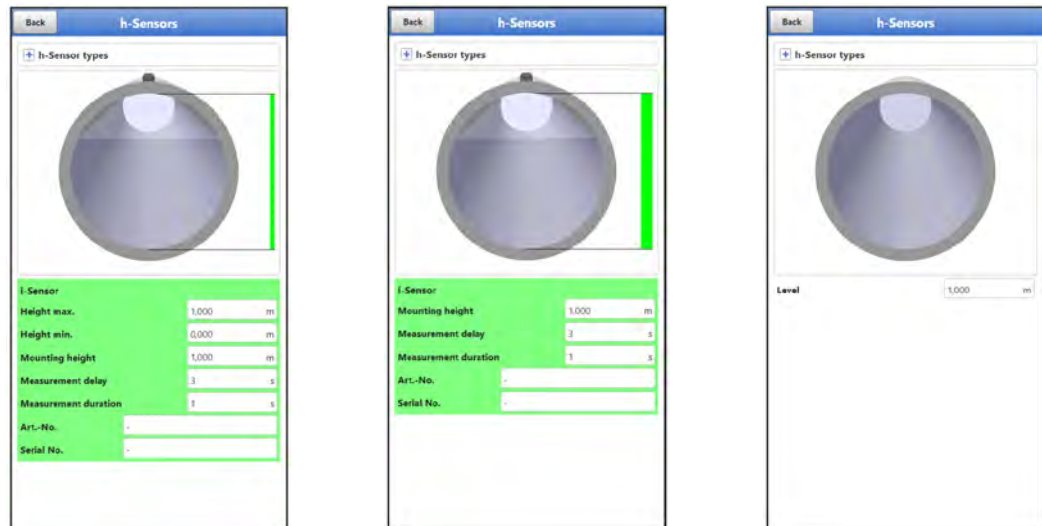 Back h-Sensors
+ h-Sensor types
i-Sensor
Height max. 1,000 m
Height min. 0,000 m
Mounting height 1,000 m
Measurement delay 3 s
Measurement duration 1 s
Art.-No. -
Serial No. -
Back h-Sensors
+ h-Sensor types
i-Sensor
Mounting height 1,000 m
Measurement delay 3 s
Measurement duration 1 s
Art.-No. -
Serial No. -
Back h-Sensors
+ h-Sensor types
Level 1,000 m